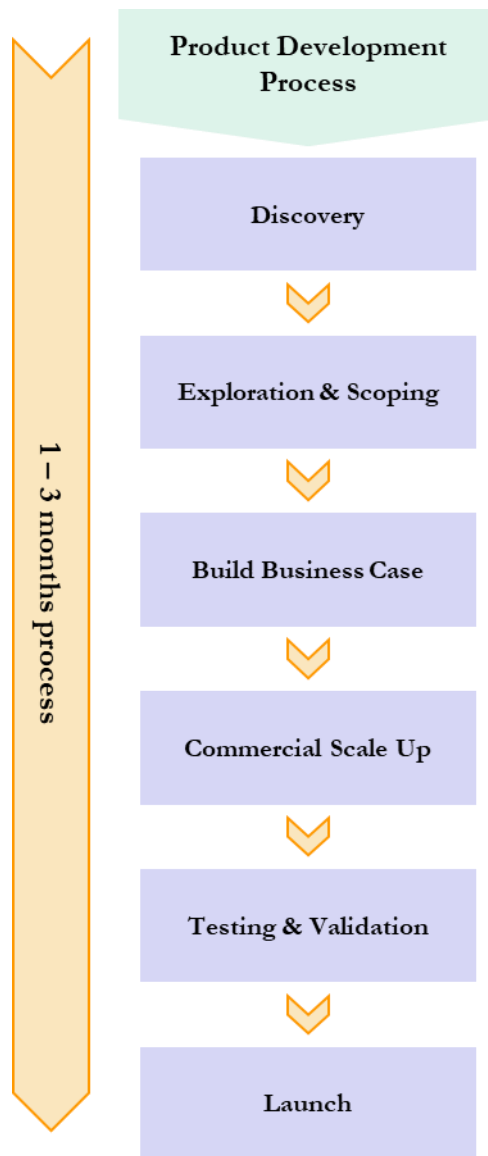 Product Development
Process
Discovery
Exploration & Scoping
Build Business Case
Commercial Scale Up
Testing & Validation
Launch
1 – 3 months process